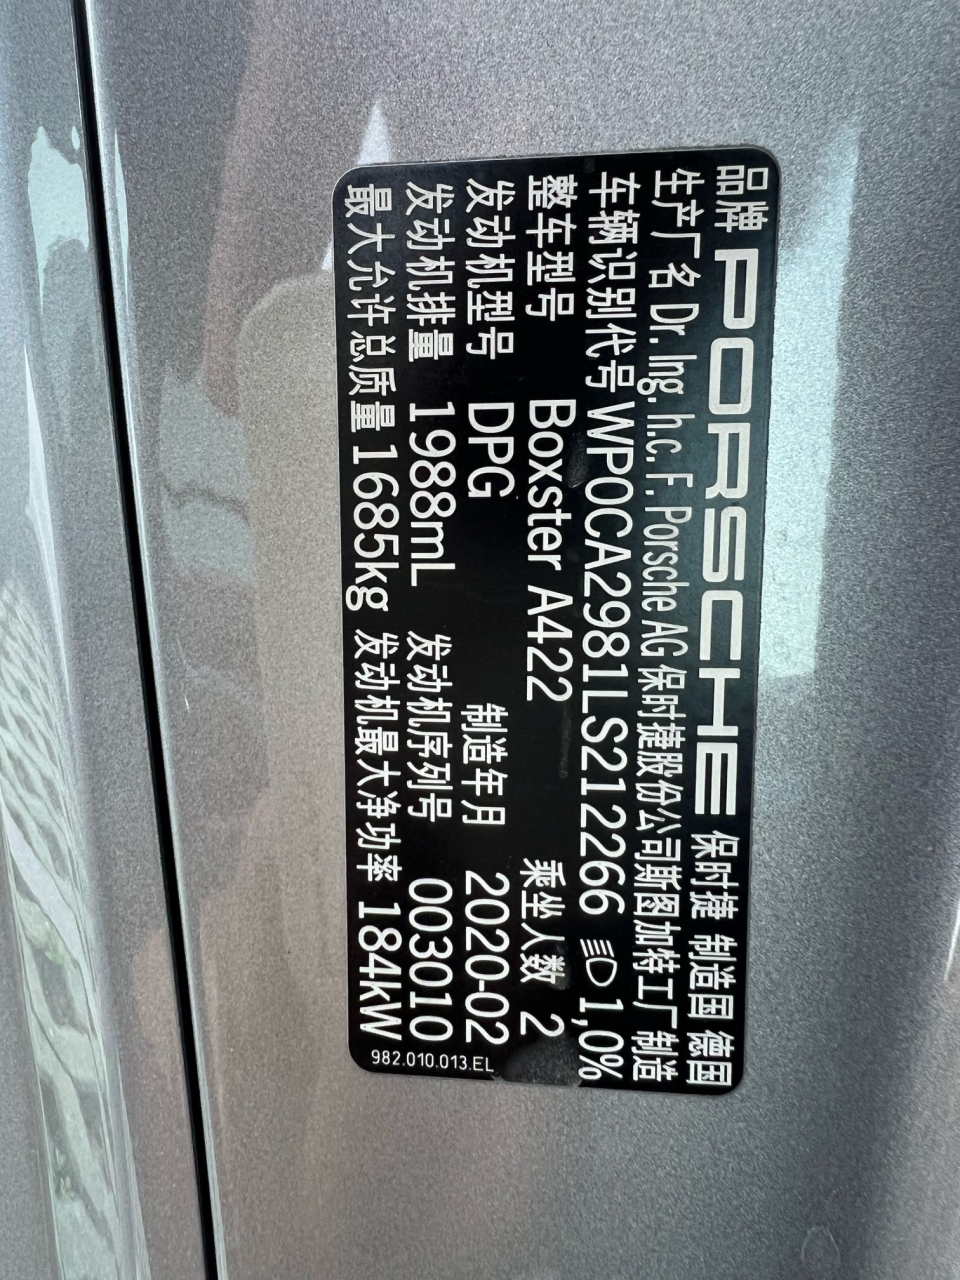 品牌 PORSCHE 保时捷 制造国 德国
生产厂名 Dr. Ing. h.c. F. Porsche AG 保时捷股份公司斯图加特工厂 制造
车辆识别代号 WP0CA2981LS212266 1,0%
整车型号 Boxster A422 乘坐人数 2
发动机型号 DPG 制造年月 2020-02
发动机排量 1988mL 发动机序列号 003010
最大允许总质量 1685kg 发动机最大净功率 184kW
982.010.013.EL